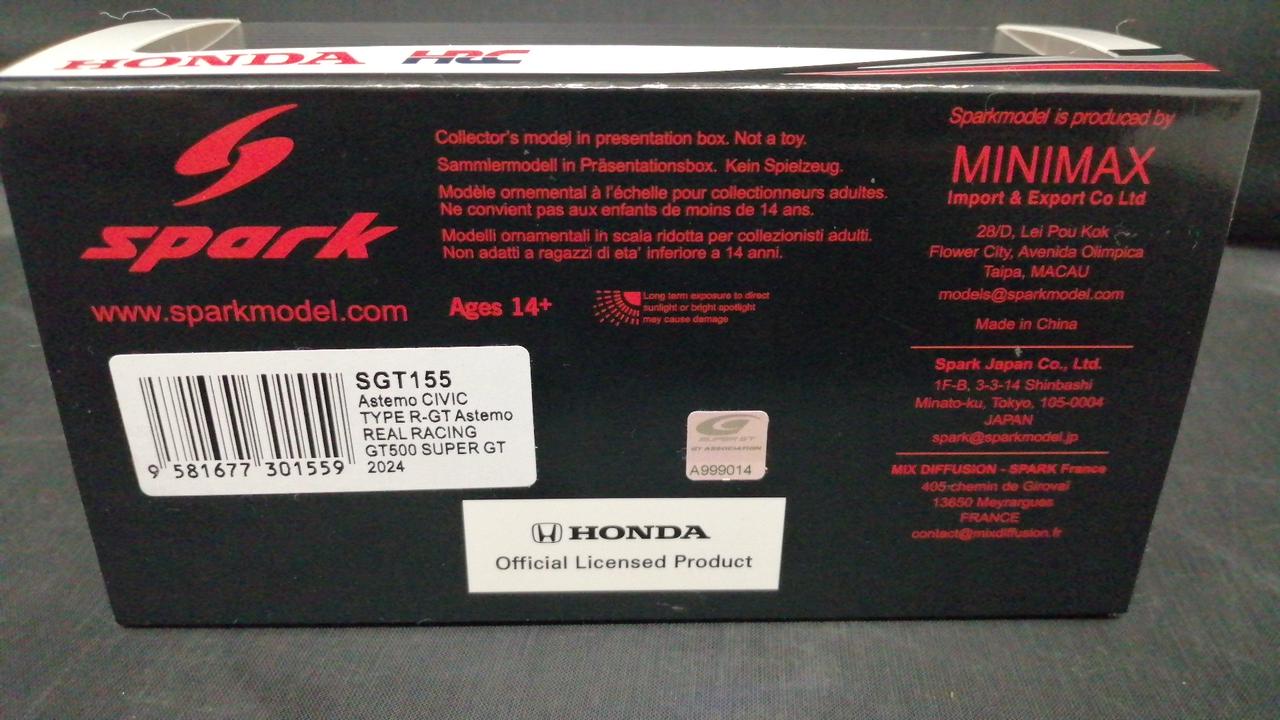 HONDA HRC
spark
www.sparkmodel.com
Collector's model in presentation box. Not a toy.
Sammlermodell in Präsentationsbox. Kein Spielzeug.
Modèle ornemental à l'échelle pour collectionneurs adultes.
Ne convient pas aux enfants de moins de 14 ans.
Modelli ornamentali in scala ridotta per collezionisti adulti.
Non adatti a ragazzi di eta' inferiore a 14 anni.
Ages 14+
Long term exposure to direct
sunlight or bright spotlight
may cause damage
Sparkmodel is produced by
MINIMAX
Import & Export Co Ltd
28/D, Lei Pou Kok
Flower City, Avenida Olimpica
Taipa, MACAU
models@sparkmodel.com
Made in China
Spark Japan Co., Ltd.
1F-B, 3-3-14 Shinbashi
Minato-ku, Tokyo, 105-0004
JAPAN
spark@sparkmodel.jp
MIX DIFFUSION - SPARK France
405 chemin de Giroval
13650 Meyrargues
FRANCE
contact@mixdiffusion.fr
SGT155
Astemo CIVIC
TYPE R-GT Astemo
REAL RACING
GT500 SUPER GT
2024
9 581677 301559
SUPER GT
GT ASSOCIATION
A999014
HONDA
Official Licensed Product